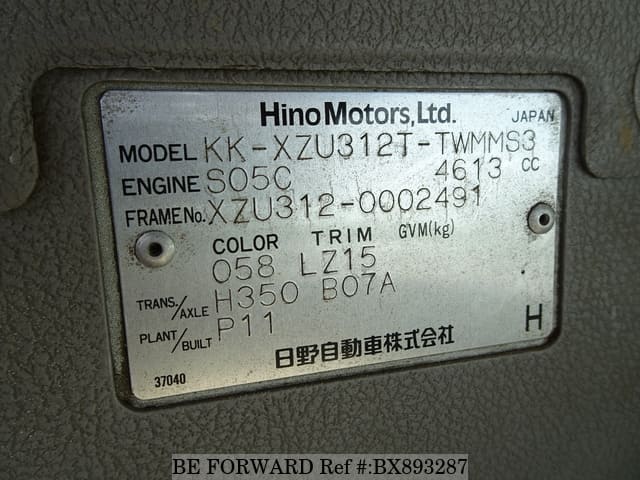 Hino Motors, Ltd. JAPAN
MODEL KK-XZU312T-TWMMS3
ENGINE S05C 4613 CC
FRAME No. XZU312-0002491
COLOR TRIM GVM(kg)
058 LZ15
TRANS./AXLE H350 B07A
PLANT/BUILT P11
H
日野自動車株式会社
37040
BE FORWARD Ref #:BX893287